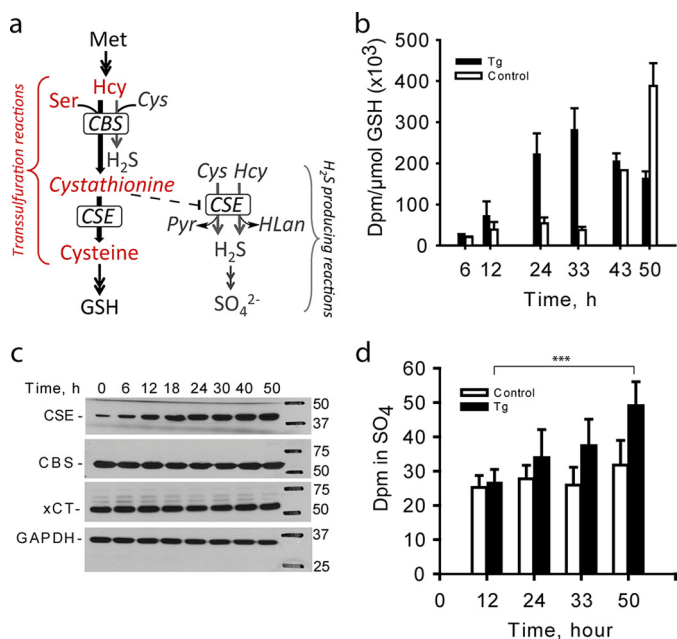 a
Met
Hcy
Ser
Cys
CBS
H2S
Cystathionine
CSE
Cysteine
GSH
Transsulfuration reactions
Cys Hcy
CSE
Pyr
HLan
H2S
SO4 2-
H2S producing reactions
b
Dpm/µmol GSH (x10³)
500
400
300
200
100
0
Tg
Control
6 12 24 33 43 50
Time, h
c
Time, h 0 6 12 18 24 30 40 50
CSE -
50
37
CBS -
75
50
xCT-
75
50
GAPDH-
37
25
d
Dpm in SO4
60
50
40
30
20
10
0
***
Control
Tg
0 12 24 33 50
Time, hour